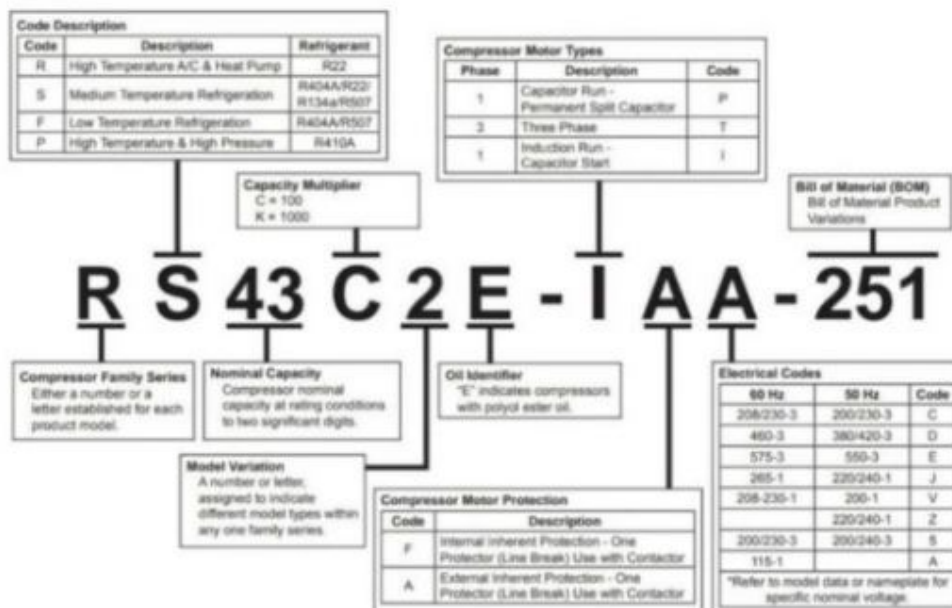 Code Description
Code Description Refrigerant
R High Temperature A/C & Heat Pump R22
S Medium Temperature Refrigeration R404A/R22/
R134a/R507
F Low Temperature Refrigeration R404A/R507
P High Temperature & High Pressure R410A
Compressor Motor Types
Phase Description Code
1 Capacitor Run -
Permanent Split Capacitor P
3 Three Phase T
1 Induction Run -
Capacitor Start I
Capacity Multiplier
C = 100
K = 1000
Bill of Material (BOM)
Bill of Material Product
Variations
R S 43 C 2 E - I A A - 251
Compressor Family Series
Either a number or a
letter established for each
product model.
Nominal Capacity
Compressor nominal
capacity at rating conditions
to two significant digits.
Oil Identifier
"E" indicates compressors
with polyol ester oil.
Model Variation
A number or letter,
assigned to indicate
different model types within
any one family series.
Compressor Motor Protection
Code Description
F Internal Inherent Protection - One
Protector (Line Break) Use with Contactor
A External Inherent Protection - One
Protector (Line Break) Use with Contactor
Electrical Codes
60 Hz 50 Hz Code
208/230-3 200/230-3 C
460-3 380/420-3 D
575-3 550-3 E
265-1 220/240-1 J
208-230-1 200-1 V
220/240-1 Z
200/230-3 200/240-3 5
115-1 A
*Refer to model data or nameplate for
specific nominal voltage